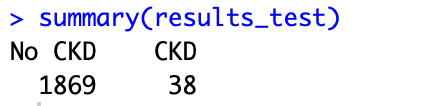 > summary(results_test)
No CKD    CKD
  1869     38